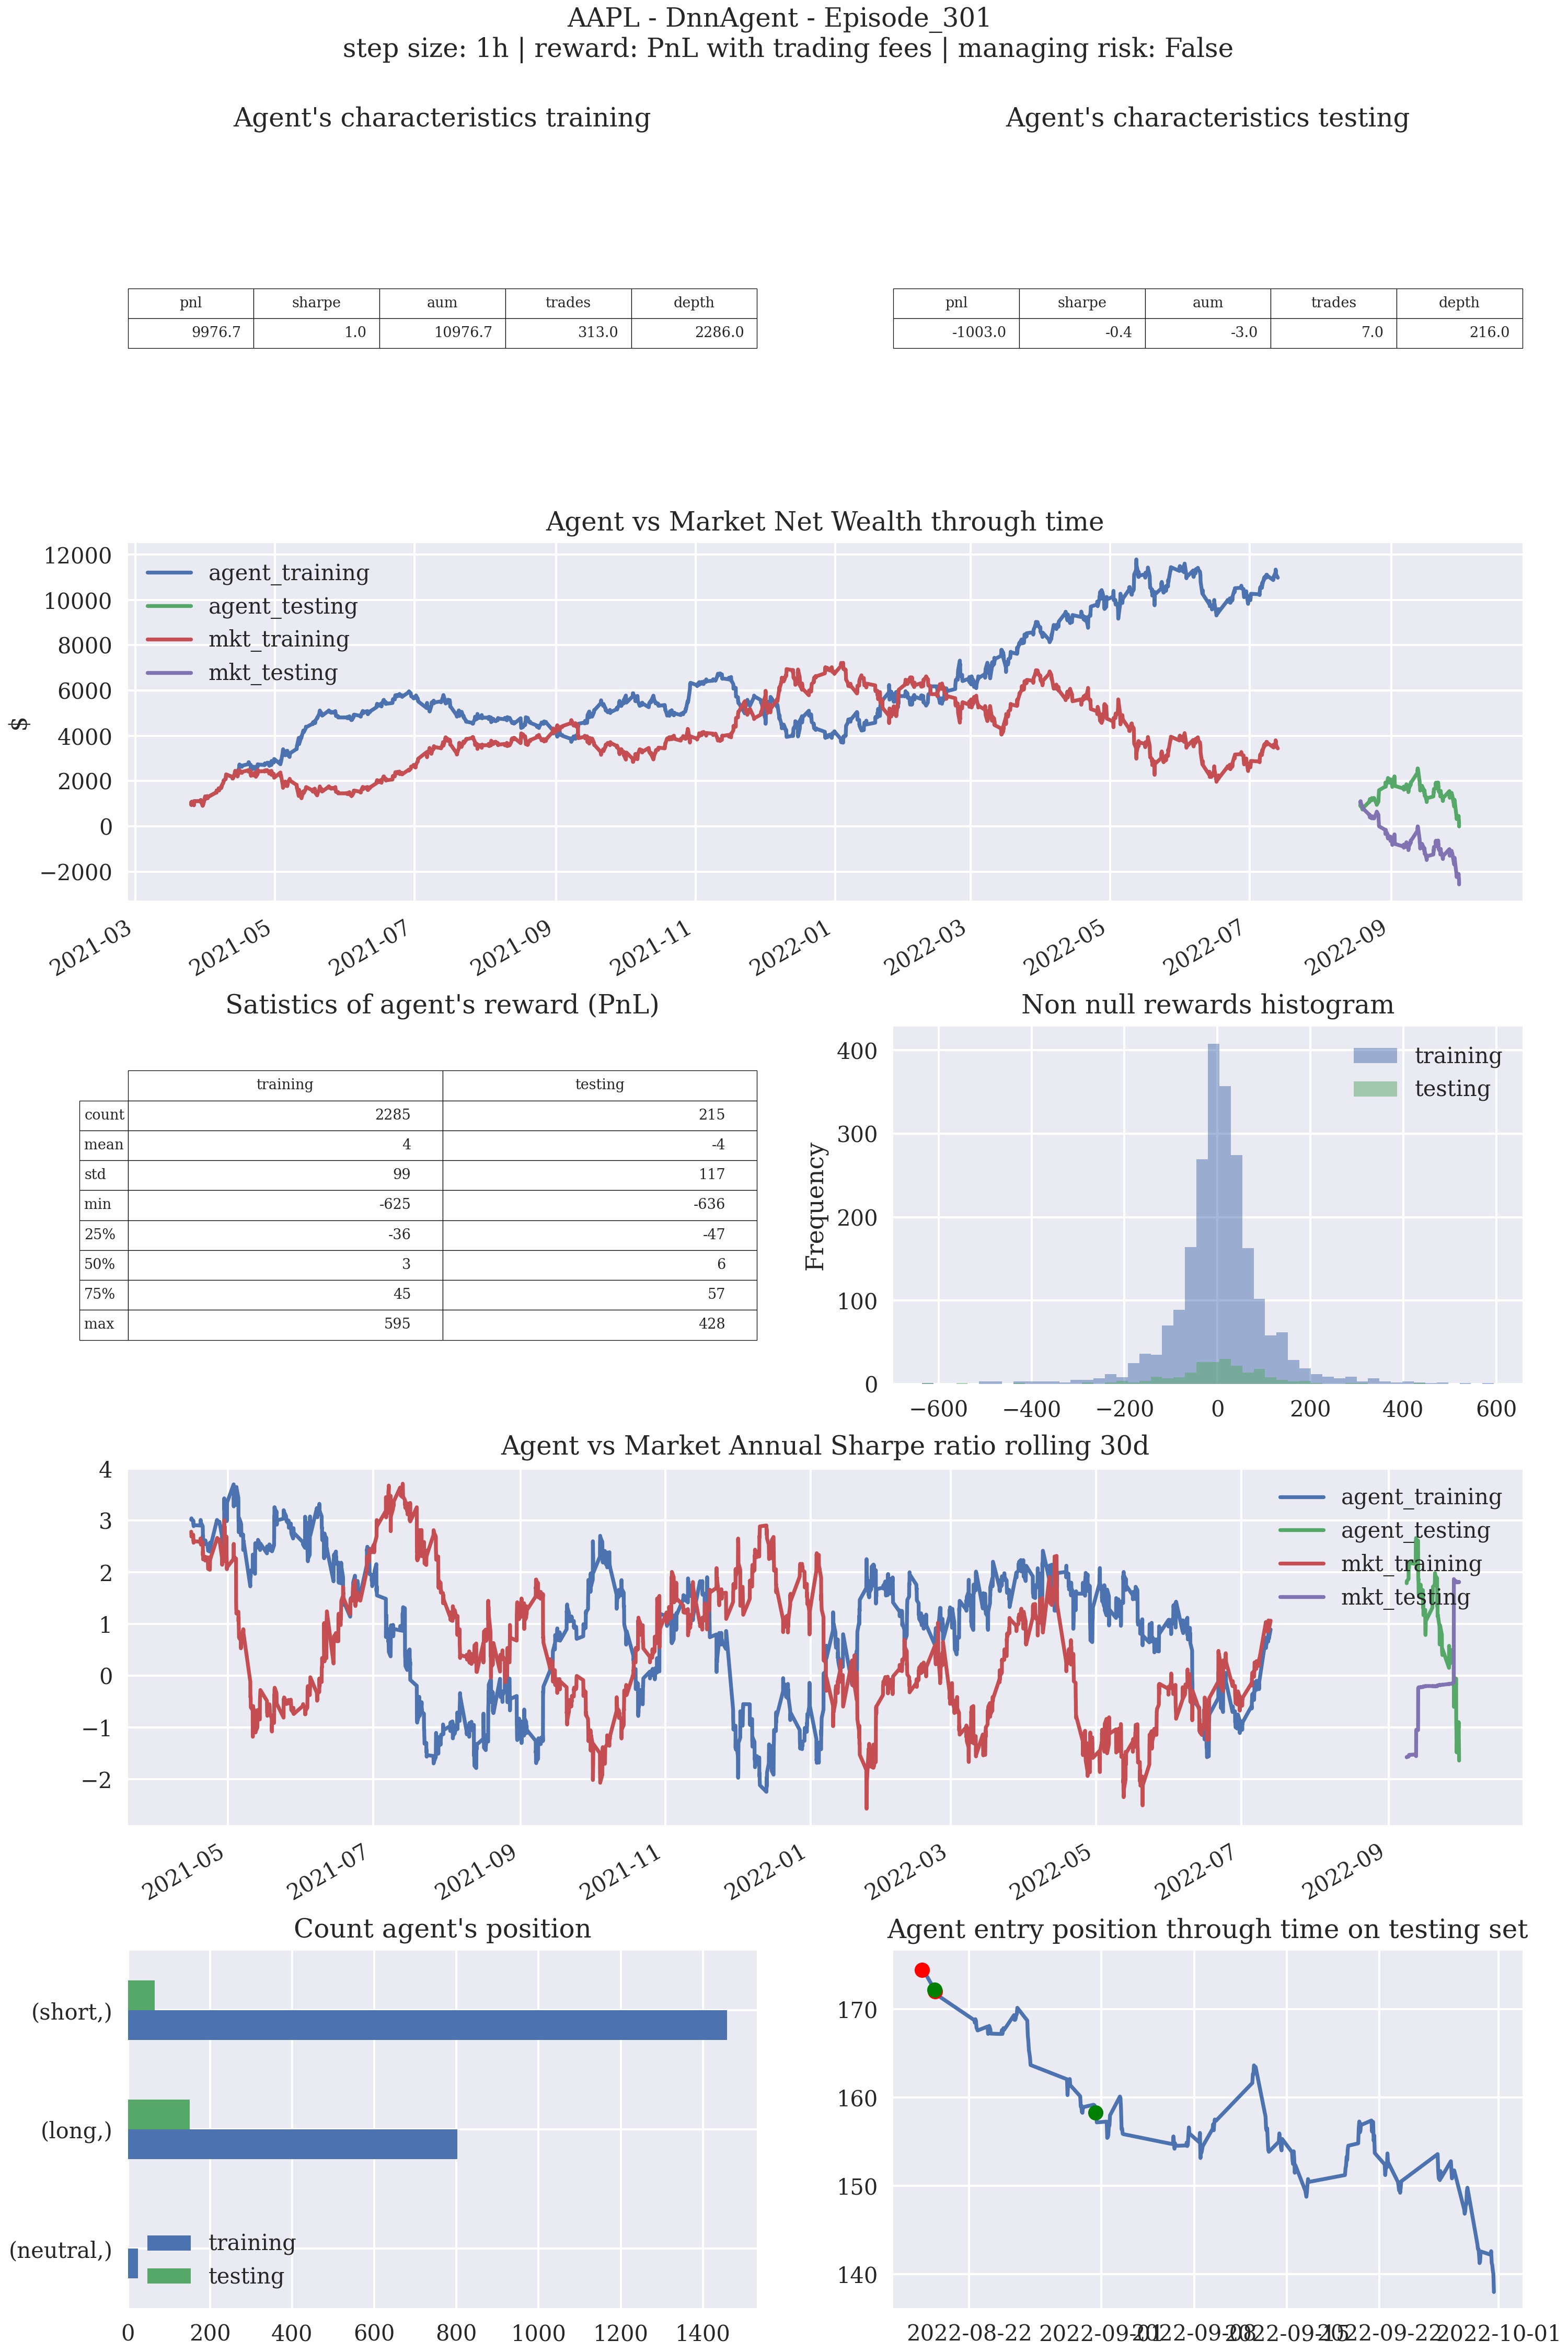 AAPL - DnnAgent - Episode_301
step size: 1h | reward: PnL with trading fees | managing risk: False
Agent's characteristics training
Agent's characteristics testing
pnl sharpe aum trades depth
9976.7 1.0 10976.7 313.0 2286.0
pnl sharpe aum trades depth
-1003.0 -0.4 -3.0 7.0 216.0
Agent vs Market Net Wealth through time
agent_training
agent_testing
mkt_training
mkt_testing
$
12000
10000
8000
6000
4000
2000
0
−2000
2021-03 2021-05 2021-07 2021-09 2021-11 2022-01 2022-03 2022-05 2022-07 2022-09
Satistics of agent's reward (PnL)
training testing
count 2285 215
mean 4 -4
std 99 117
min -625 -636
25% -36 -47
50% 3 6
75% 45 57
max 595 428
Non null rewards histogram
training
testing
Frequency
400
300
200
100
0
−600 −400 −200 0 200 400 600
Agent vs Market Annual Sharpe ratio rolling 30d
agent_training
agent_testing
mkt_training
mkt_testing
4
3
2
1
0
−1
−2
2021-05 2021-07 2021-09 2021-11 2022-01 2022-03 2022-05 2022-07 2022-09
Count agent's position
(short,)
(long,)
(neutral,)
training
testing
0 200 400 600 800 1000 1200 1400
Agent entry position through time on testing set
170
160
150
140
2022-08-22 2022-09-01 2022-09-08 2022-09-15 2022-09-22 2022-10-01